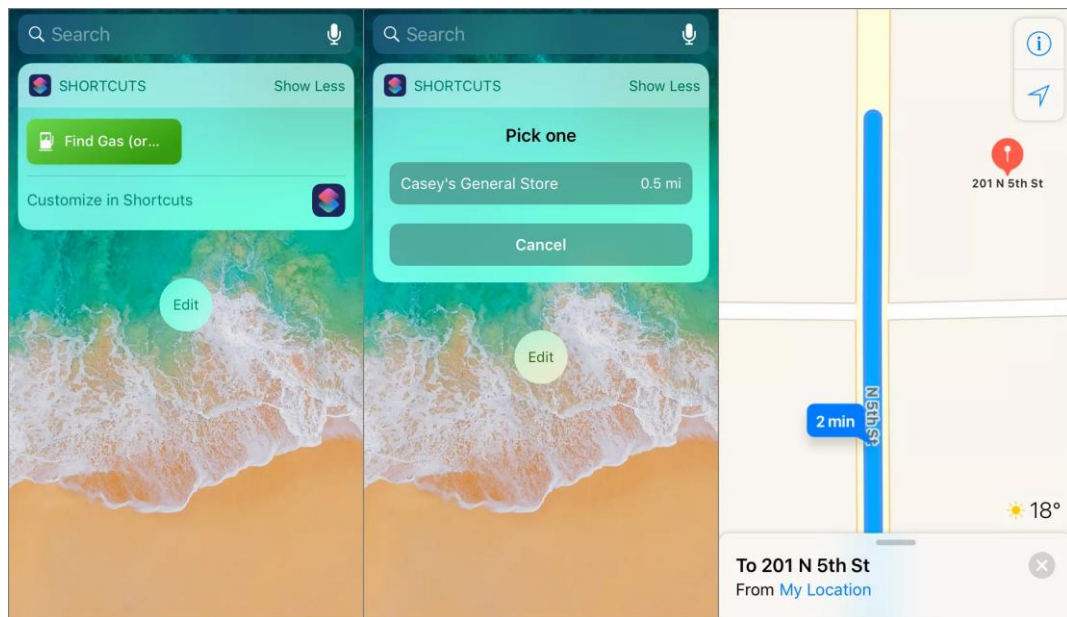 Search
SHORTCUTS Show Less
Find Gas (or...
Customize in Shortcuts
Edit
Search
SHORTCUTS Show Less
Pick one
Casey's General Store 0.5 mi
Cancel
Edit
201 N 5th St
N 5th St
2 min
18°
To 201 N 5th St
From My Location